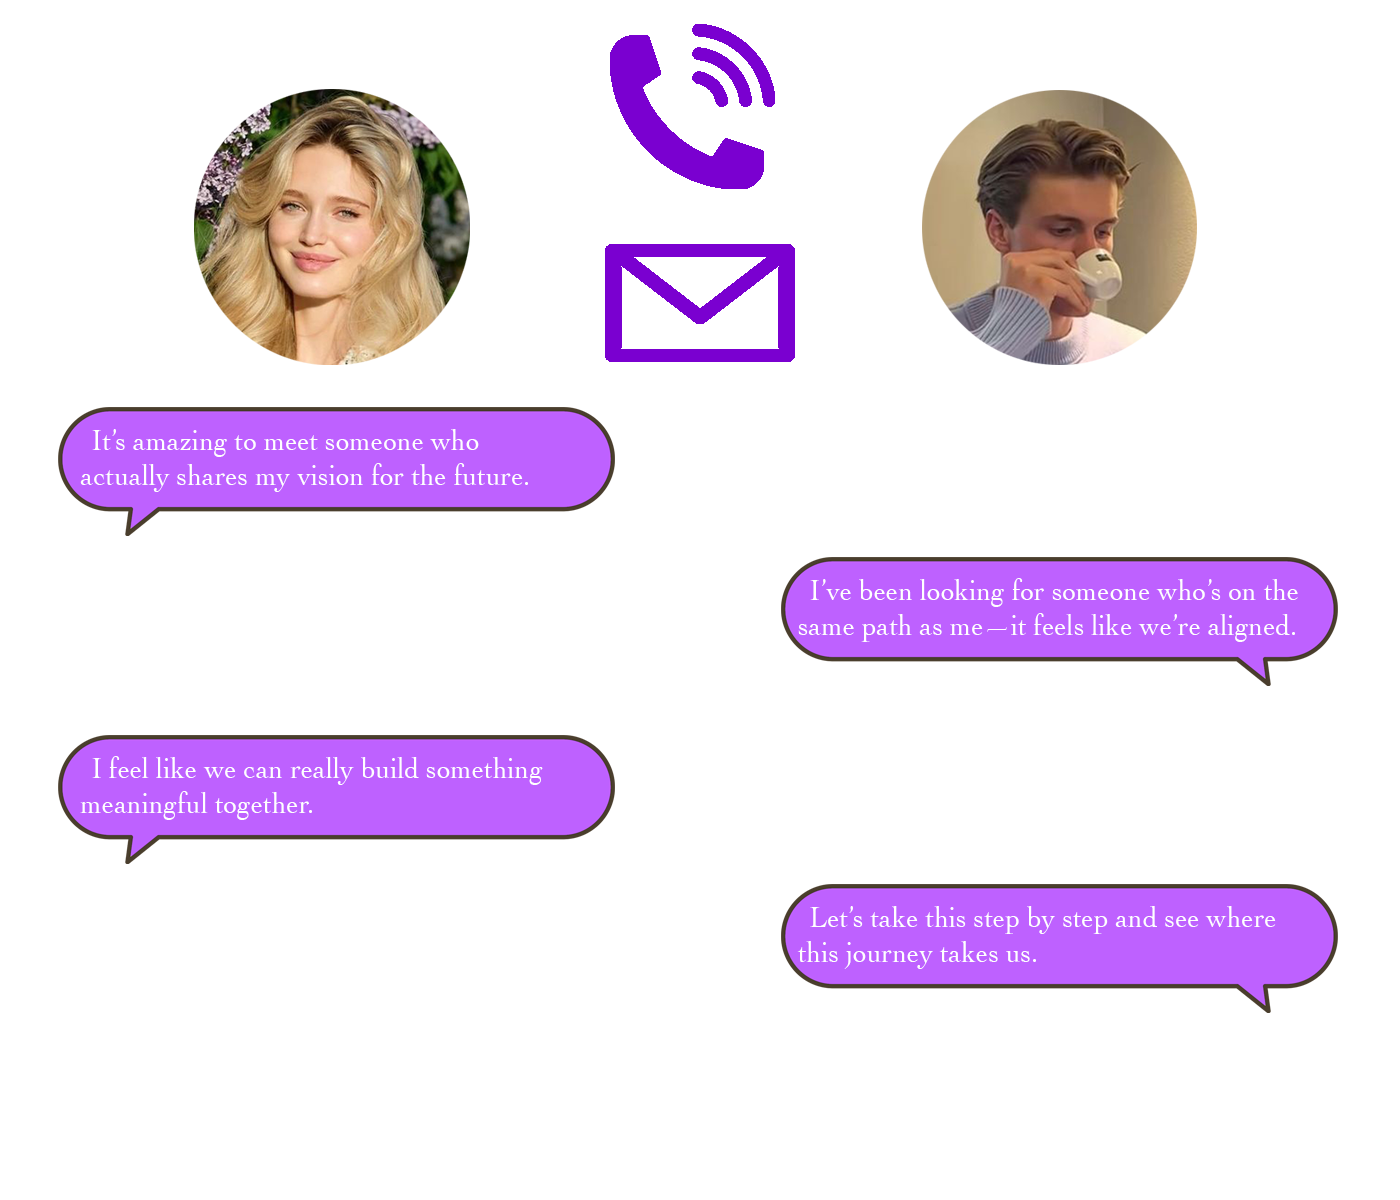 It’s amazing to meet someone who
actually shares my vision for the future.
I’ve been looking for someone who’s on the
same path as me—it feels like we’re aligned.
I feel like we can really build something
meaningful together.
Let’s take this step by step and see where
this journey takes us.